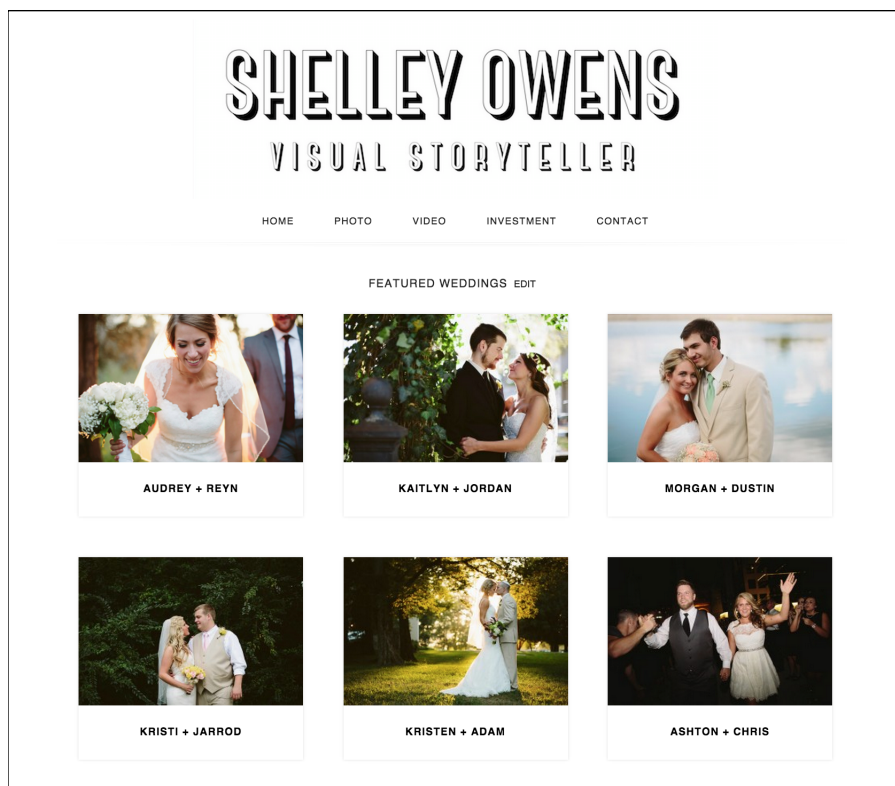 SHELLEY OWENS
VISUAL STORYTELLER
HOME PHOTO VIDEO INVESTMENT CONTACT
FEATURED WEDDINGS EDIT
AUDREY + REYN KAITLYN + JORDAN MORGAN + DUSTIN
KRISTI + JARROD KRISTEN + ADAM ASHTON + CHRIS